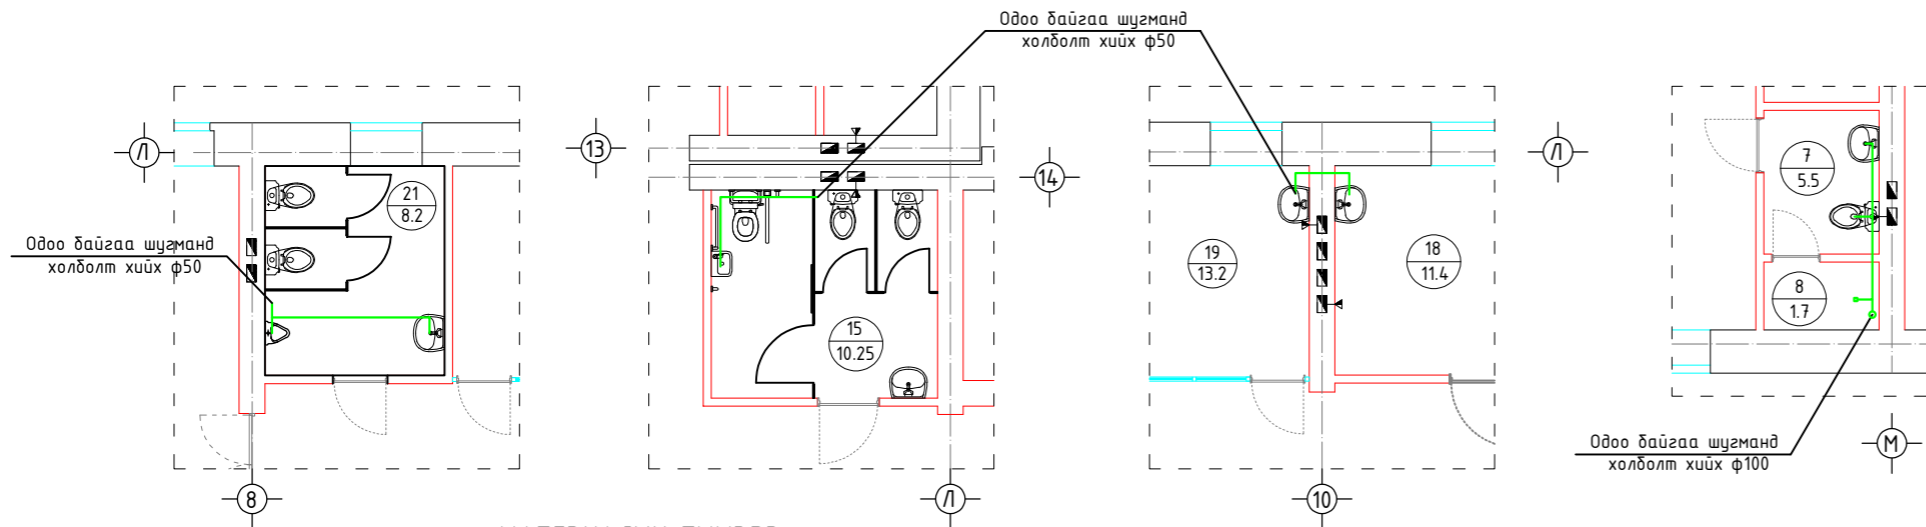 Одоо байгаа шугманд
холболт хийх ф50
Л
21
8.2
Одоо байгаа шугманд
холболт хийх ф50
8
13
14
15
10.25
Л
19
13.2
18
11.4
10
Л
7
5.5
8
1.7
Одоо байгаа шугманд
холболт хийх ф100
М